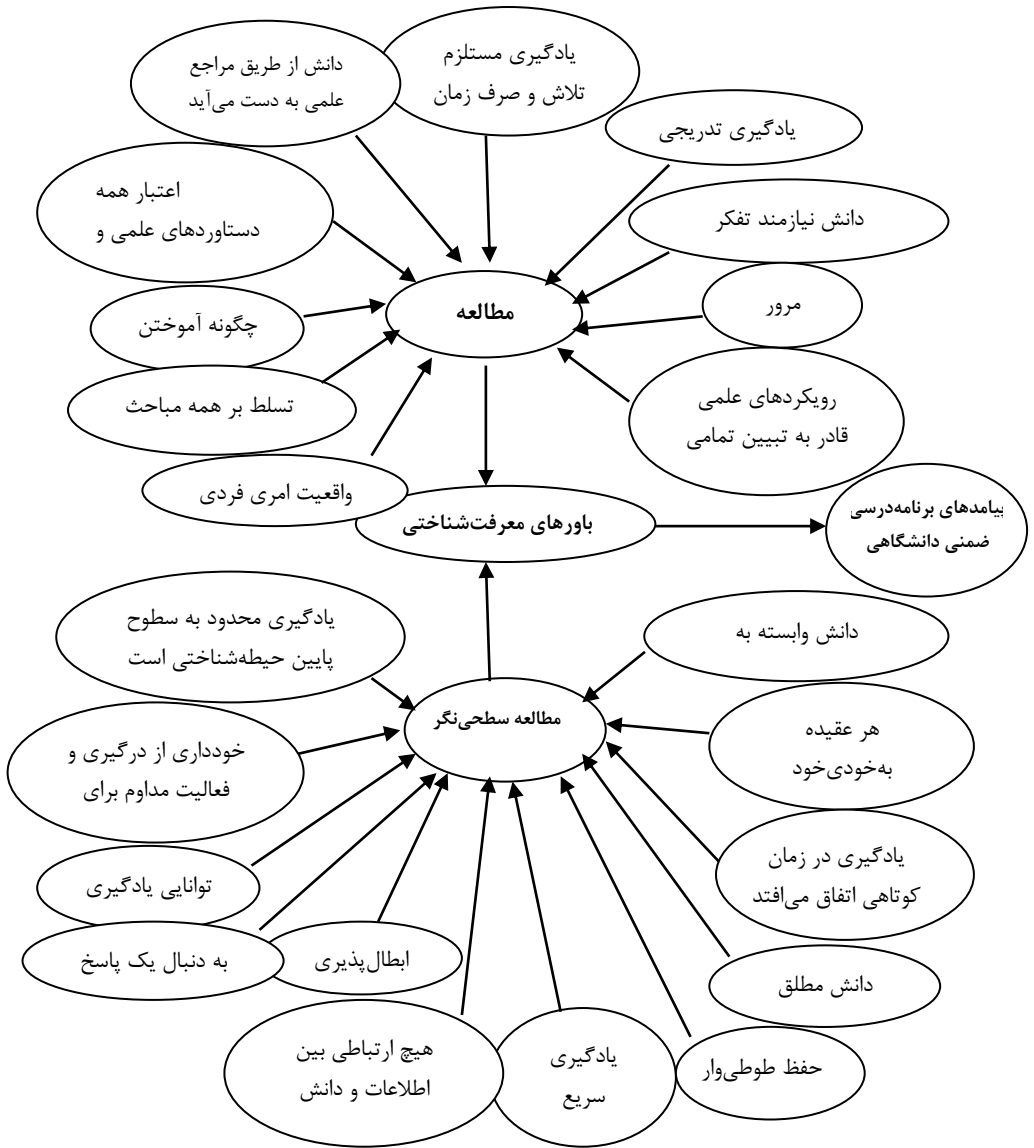 یادگیری مستلزم
تلاش و صرف زمان
دانش از طریق مراجع
علمی به دست می‌آید
یادگیری تدریجی
اعتبار همه
دستاوردهای علمی و
دانش نیازمند تفکر
مرور
مطالعه
چگونه آموختن
رویکردهای علمی
قادر به تبیین تمامی
تسلط بر همه مباحث
واقعیت امری فردی
باورهای معرفت‌شناختی
پیامدهای برنامه‌درسی
ضمنی دانشگاهی
یادگیری محدود به سطوح
پایین حیطه‌شناختی است
دانش وابسته به
مطالعه سطحی‌نگر
هر عقیده
به‌خودی‌خود
خودداری از درگیری و
فعالیت مداوم برای
یادگیری در زمان
کوتاهی اتفاق می‌افتد
توانایی یادگیری
به دنبال یک پاسخ
ابطال‌پذیری
دانش مطلق
هیچ ارتباطی بین
اطلاعات و دانش
یادگیری
سریع
حفظ طوطی‌وار